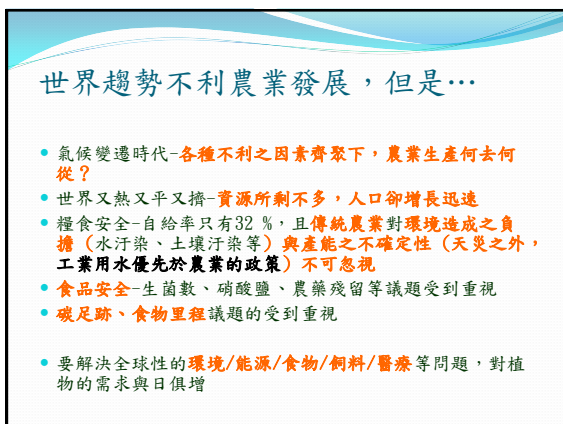 世界趨勢不利農業發展，但是…
• 氣候變遷時代-各種不利之因素齊聚下，農業生產何去何
從？
• 世界又熱又平又擠-資源所剩不多，人口卻增長迅速
• 糧食安全-自給率只有32 %，且傳統農業對環境造成之負
擔（水汙染、土壤汙染等）與產能之不確定性（天災之外，
工業用水優先於農業的政策）不可忽視
• 食品安全-生菌數、硝酸鹽、農藥殘留等議題受到重視
• 碳足跡、食物里程議題的受到重視
• 要解決全球性的環境/能源/食物/飼料/醫療等問題，對植
物的需求與日俱增